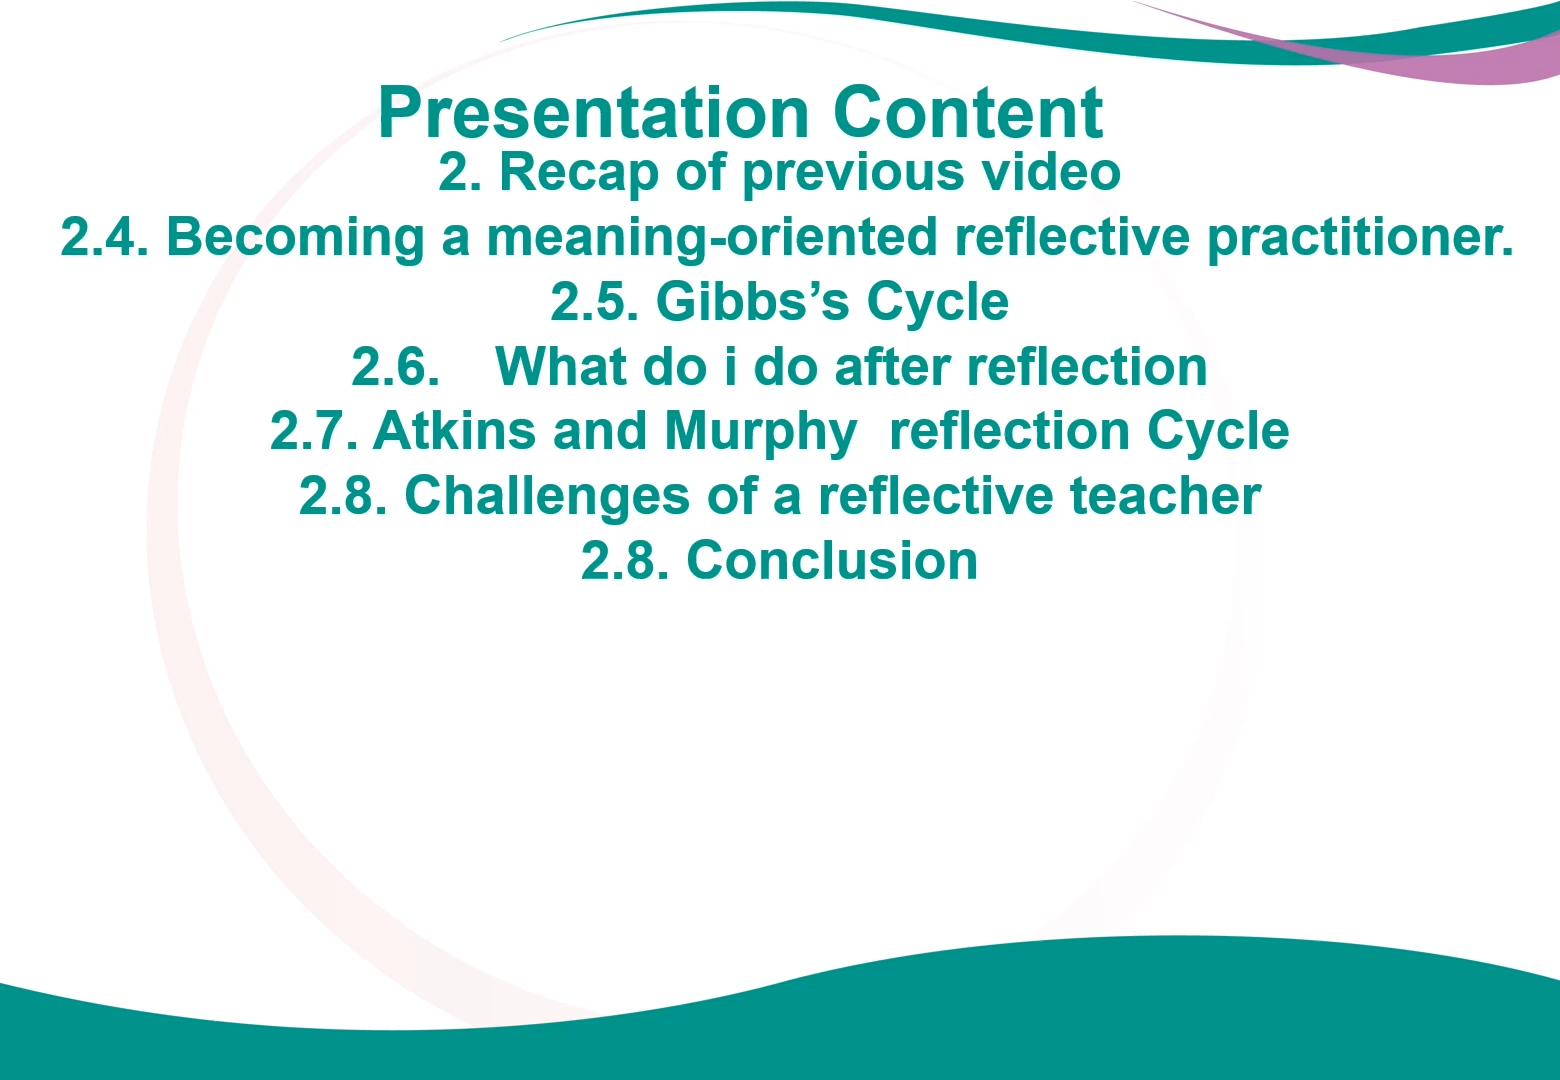 Presentation Content
2. Recap of previous video
2.4. Becoming a meaning-oriented reflective practitioner.
2.5. Gibbs’s Cycle
2.6. What do i do after reflection
2.7. Atkins and Murphy reflection Cycle
2.8. Challenges of a reflective teacher
2.8. Conclusion